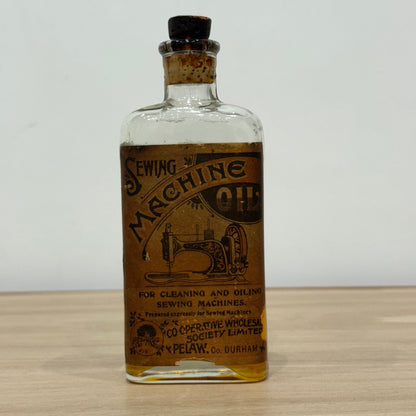 SEWING
MACHINE
OIL
FOR CLEANING AND OILING
SEWING MACHINES.
Prepared expressly for Sewing Machines
CO-OPERATIVE WHOLESAL
SOCIETY LIMITED
PELAW. Co. DURHAM